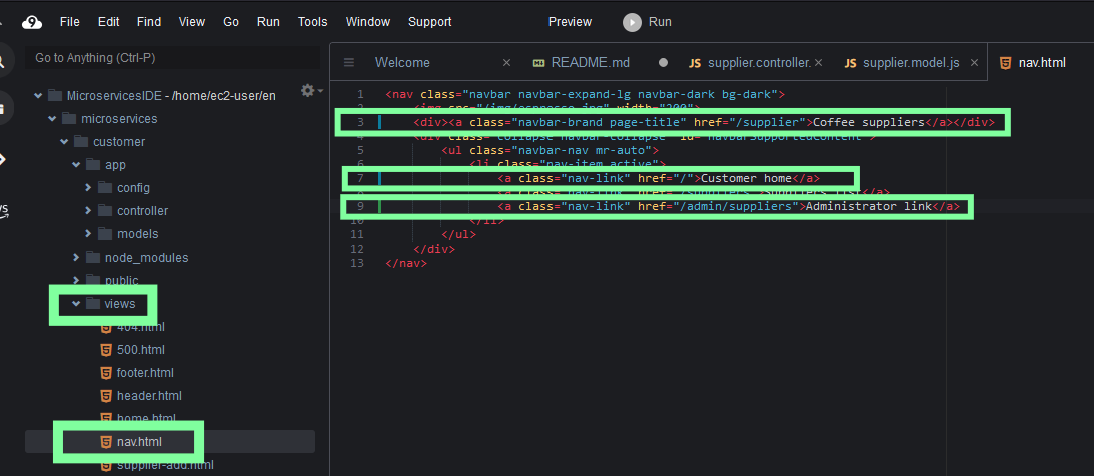 File Edit Find View Go Run Tools Window Support Preview Run
Go to Anything (Ctrl-P)
Welcome × README.md supplier.controller. × supplier.model.js × nav.html
MicroservicesIDE - /home/ec2-user/en
microservices
customer
app
config
controller
models
node_modules
public
views
404.html
500.html
footer.html
header.html
home.html
nav.html
supplier-add.html
1 <nav class="navbar navbar-expand-lg navbar-dark bg-dark">
<img src="/img/espresso.jpg" width="200">
3 <div><a class="navbar-brand page-title" href="/supplier">Coffee suppliers</a></div>
<div class="collapse navbar-collapse" id="navbarSupportedContent">
5 <ul class="navbar-nav mr-auto">
6 <li class="nav-item active">
7 <a class="nav-link" href="/">Customer home</a>
<a class="nav-link" href="/suppliers">Suppliers list</a>
9 <a class="nav-link" href="/admin/suppliers">Administrator link</a>
10 </li>
11 </ul>
12 </div>
13 </nav>